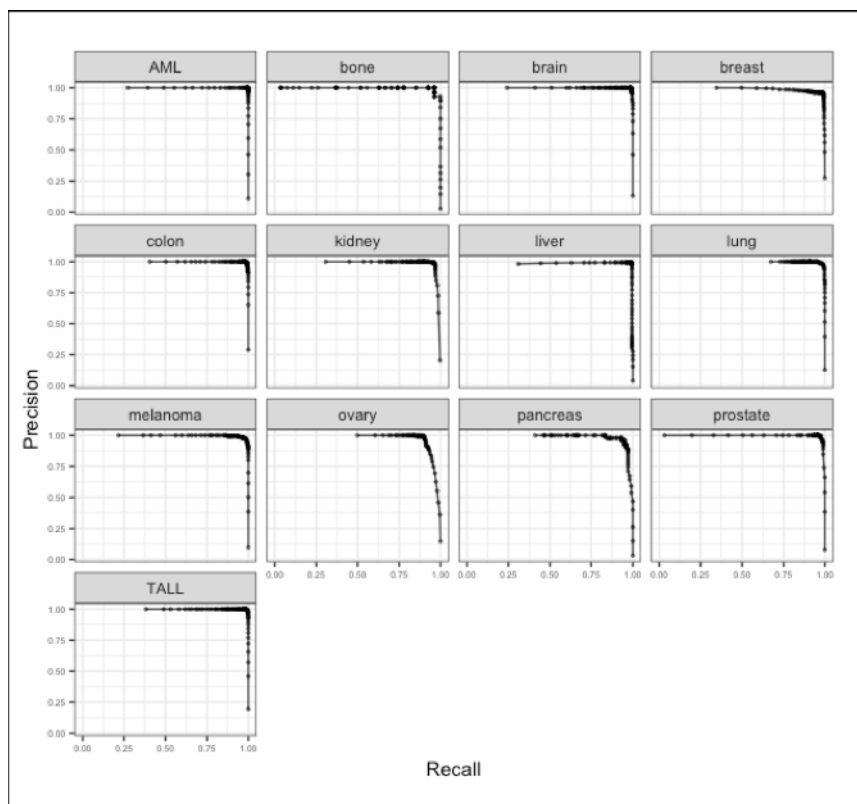 AML bone brain breast
1.00
0.75
0.50
0.25
0.00
colon kidney liver lung
1.00
0.75
0.50
0.25
0.00
Precision
melanoma ovary pancreas prostate
1.00
0.75
0.50
0.25
0.00
0.00 0.25 0.50 0.75 1.00 0.00 0.25 0.50 0.75 1.00 0.00 0.25 0.50 0.75 1.00
TALL
1.00
0.75
0.50
0.25
0.00
0.00 0.25 0.50 0.75 1.00
Recall